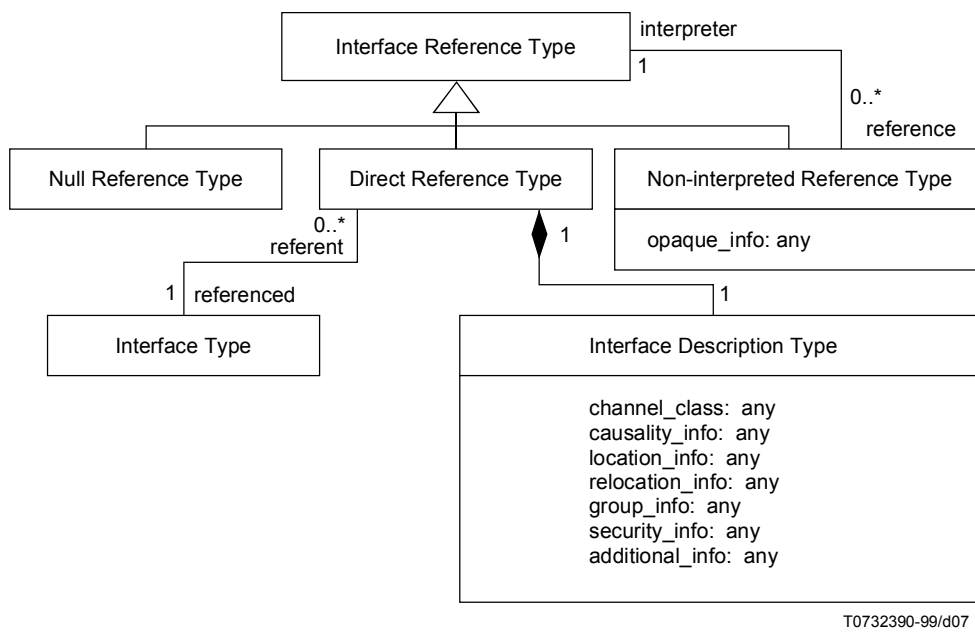 Interface Reference Type
interpreter
1
0..*
reference
Null Reference Type
Direct Reference Type
Non-interpreted Reference Type
opaque_info: any
0..*
referent
1
1 referenced
1
Interface Type
Interface Description Type
channel_class: any
causality_info: any
location_info: any
relocation_info: any
group_info: any
security_info: any
additional_info: any
T0732390-99/d07